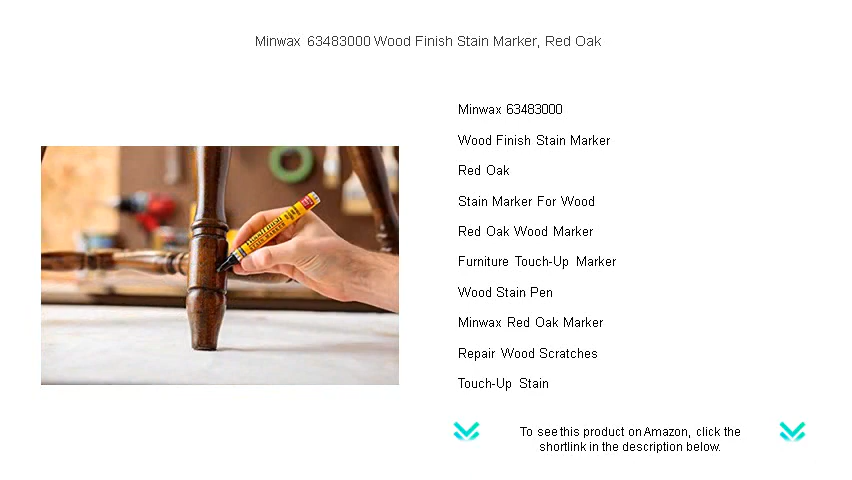 Minwax 63483000 Wood Finish Stain Marker, Red Oak
Minwax 63483000
Wood Finish Stain Marker
Red Oak
Stain Marker For Wood
Red Oak Wood Marker
Furniture Touch-Up Marker
Wood Stain Pen
Minwax Red Oak Marker
Repair Wood Scratches
Touch-Up Stain
To see this product on Amazon, click the
shortlink in the description below.